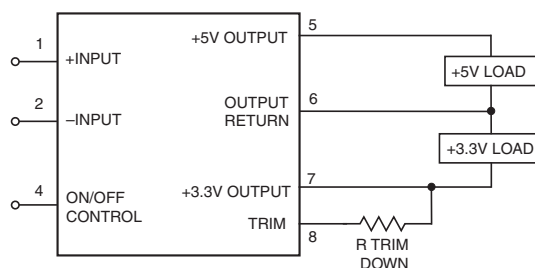 5
+5V OUTPUT
1
+INPUT
+5V LOAD
2
6
–INPUT
OUTPUT
RETURN
+3.3V LOAD
4
7
ON/OFF
CONTROL
+3.3V OUTPUT
TRIM
8
R TRIM
DOWN